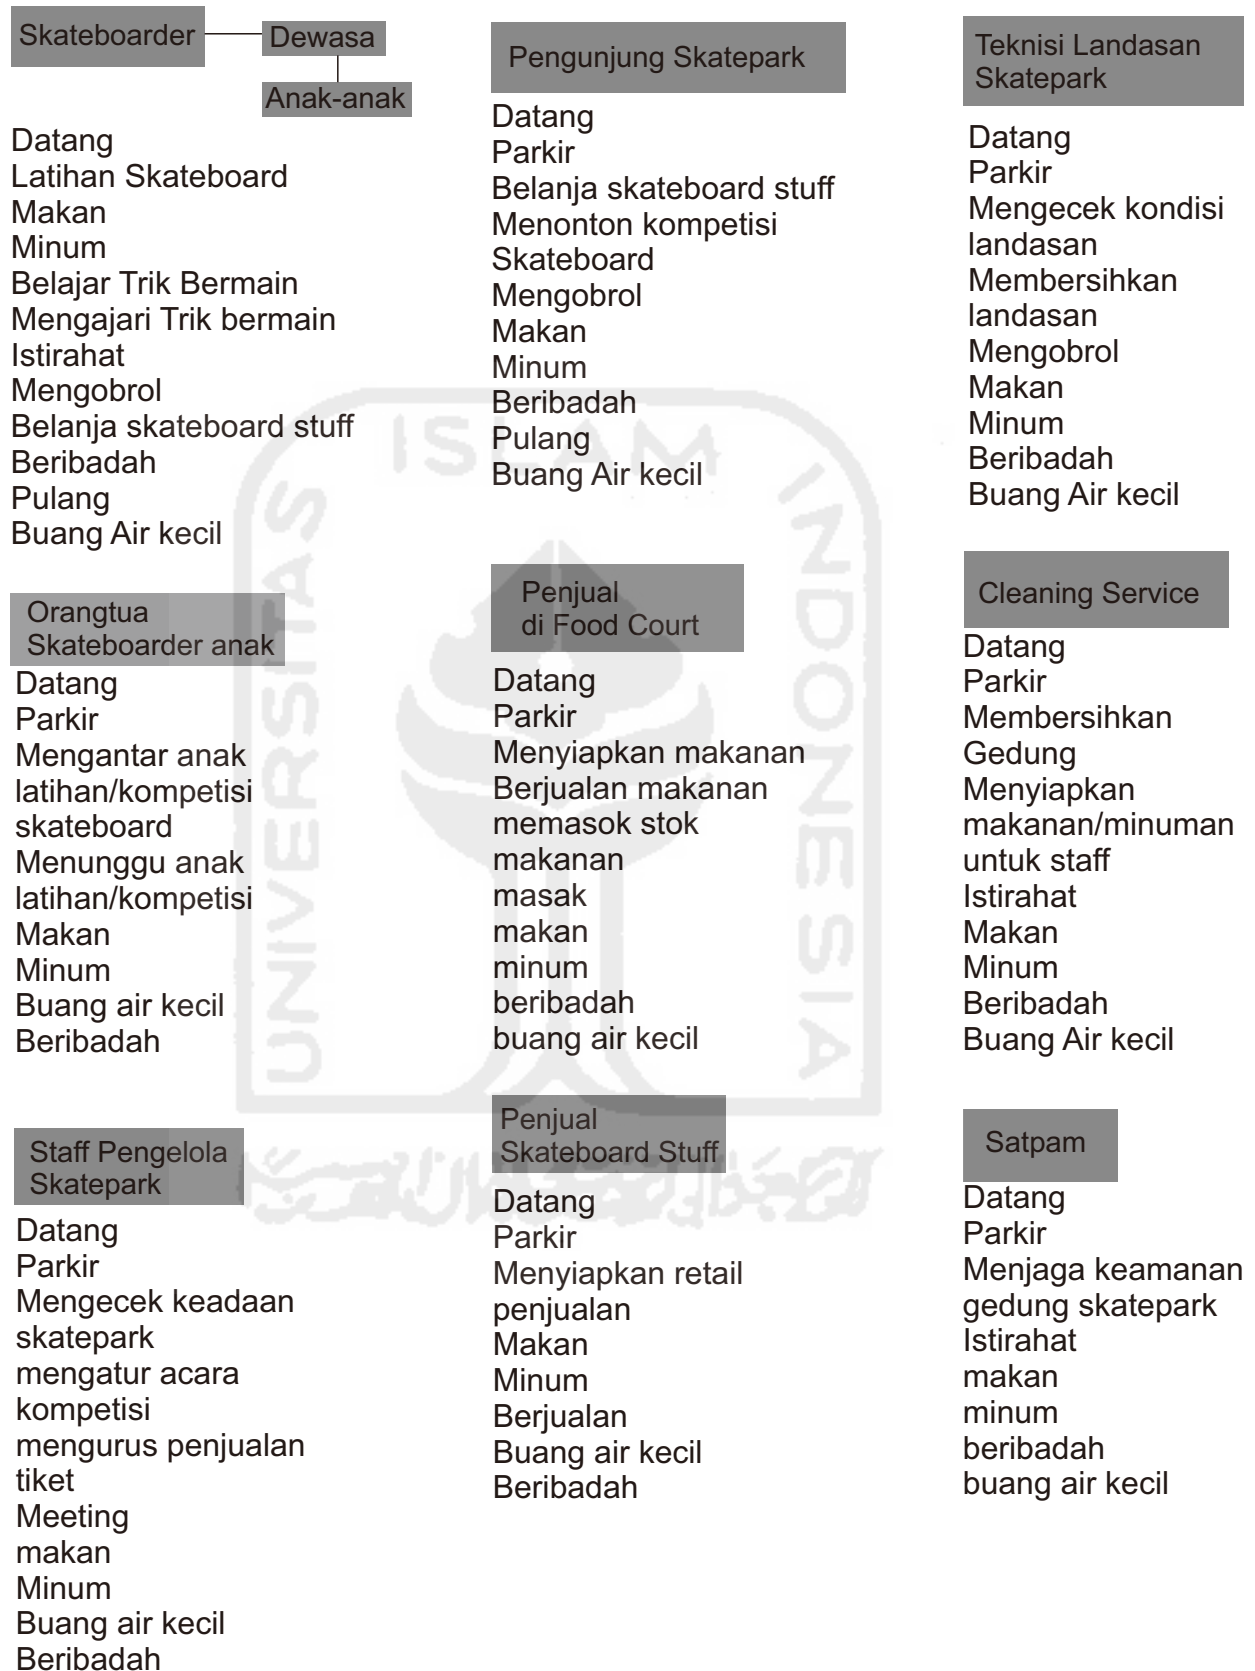 Skateboarder
Dewasa
Anak-anak
Datang
Latihan Skateboard
Makan
Minum
Belajar Trik Bermain
Mengajari Trik bermain
Istirahat
Mengobrol
Belanja skateboard stuff
Beribadah
Pulang
Buang Air kecil
Orangtua
Skateboarder anak
Datang
Parkir
Mengantar anak
latihan/kompetisi
skateboard
Menunggu anak
latihan/kompetisi
Makan
Minum
Buang air kecil
Beribadah
Staff Pengelola
Skatepark
Datang
Parkir
Mengecek keadaan
skatepark
mengatur acara
kompetisi
mengurus penjualan
tiket
Meeting
makan
Minum
Buang air kecil
Beribadah
Pengunjung Skatepark
Datang
Parkir
Belanja skateboard stuff
Menonton kompetisi
Skateboard
Mengobrol
Makan
Minum
Beribadah
Pulang
Buang Air kecil
Penjual
di Food Court
Datang
Parkir
Menyiapkan makanan
Berjualan makanan
memasok stok
makanan
masak
makan
minum
beribadah
buang air kecil
Penjual
Skateboard Stuff
Datang
Parkir
Menyiapkan retail
penjualan
Makan
Minum
Berjualan
Buang air kecil
Beribadah
Teknisi Landasan
Skatepark
Datang
Parkir
Mengecek kondisi
landasan
Membersihkan
landasan
Mengobrol
Makan
Minum
Beribadah
Buang Air kecil
Cleaning Service
Datang
Parkir
Membersihkan
Gedung
Menyiapkan
makanan/minuman
untuk staff
Istirahat
Makan
Minum
Beribadah
Buang Air kecil
Satpam
Datang
Parkir
Menjaga keamanan
gedung skatepark
Istirahat
makan
minum
beribadah
buang air kecil
UNIVERSITAS
ISLAM
INDONESIA